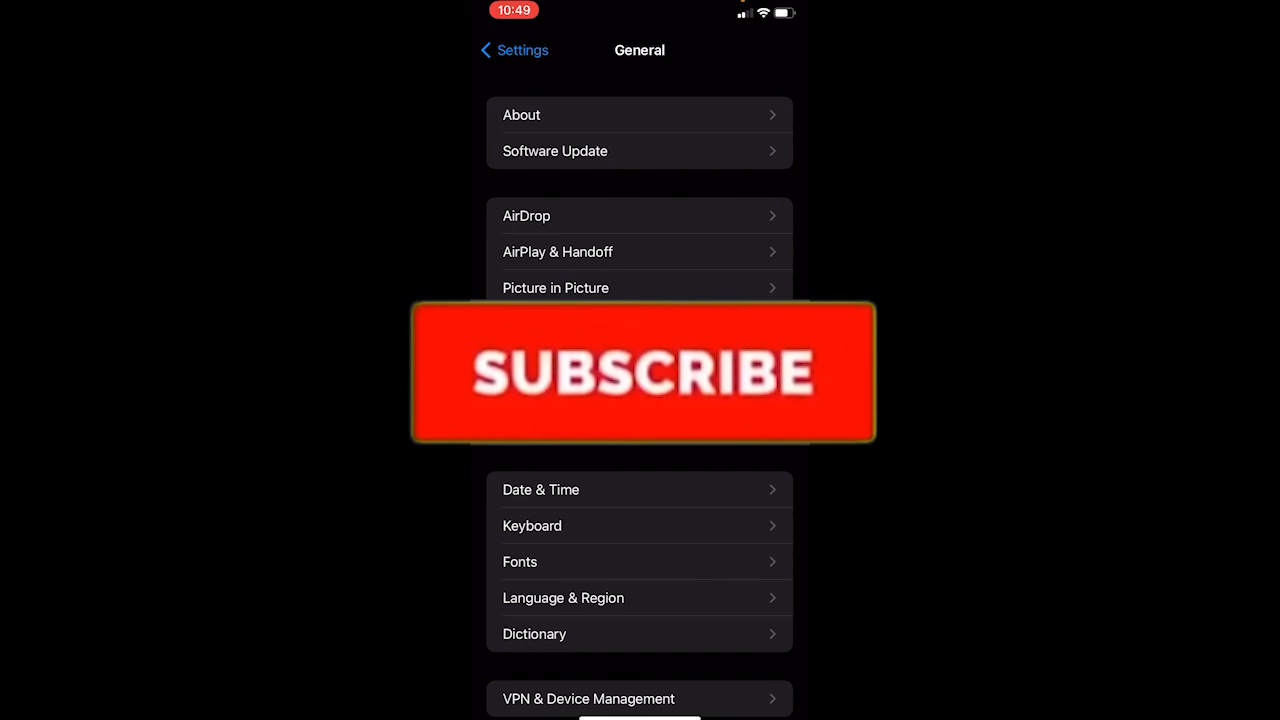 10:49
Settings
General
About
Software Update
AirDrop
AirPlay & Handoff
Picture in Picture
SUBSCRIBE
Date & Time
Keyboard
Fonts
Language & Region
Dictionary
VPN & Device Management